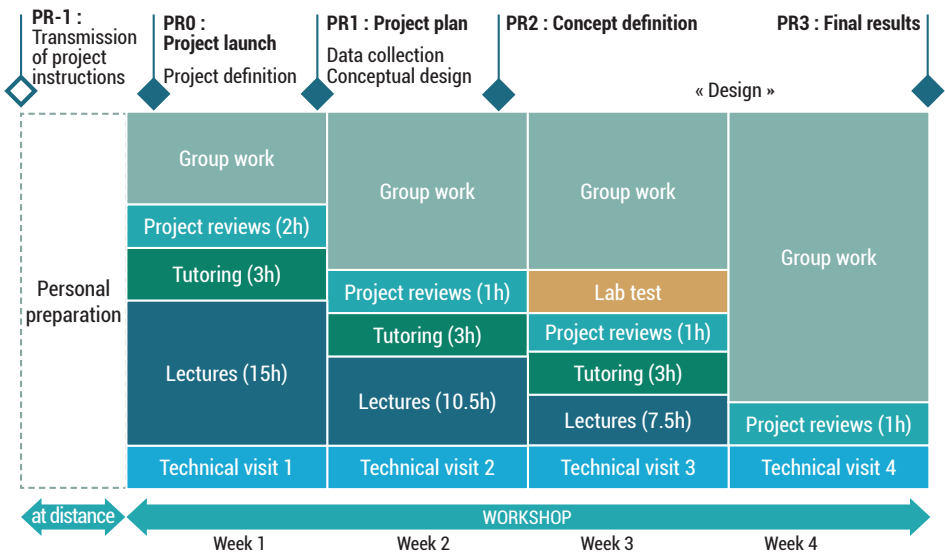 PR-1 :
Transmission
of project
instructions
PR0 :
Project launch
Project definition
PR1 : Project plan
Data collection
Conceptual design
PR2 : Concept definition
PR3 : Final results
« Design »
Personal
preparation
Group work
Project reviews (2h)
Tutoring (3h)
Lectures (15h)
Technical visit 1
Group work
Project reviews (1h)
Tutoring (3h)
Lectures (10.5h)
Technical visit 2
Group work
Lab test
Project reviews (1h)
Tutoring (3h)
Lectures (7.5h)
Technical visit 3
Group work
Project reviews (1h)
Technical visit 4
at distance
WORKSHOP
Week 1
Week 2
Week 3
Week 4